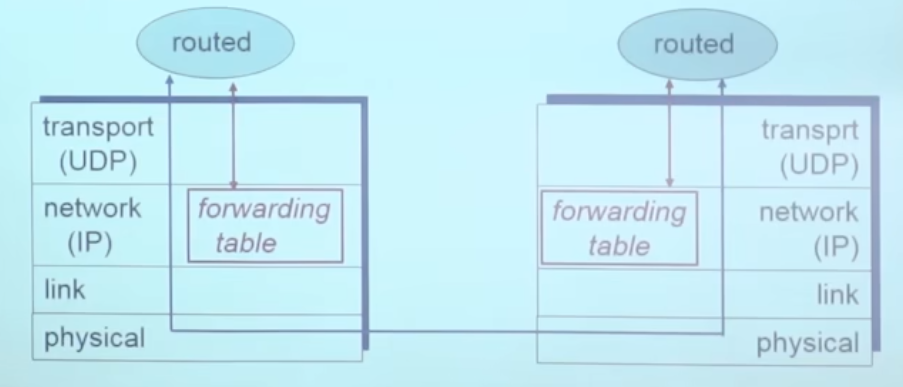 routed
transport
(UDP)
network
(IP)
forwarding
table
link
physical
routed
transprt
(UDP)
forwarding
table
network
(IP)
link
physical